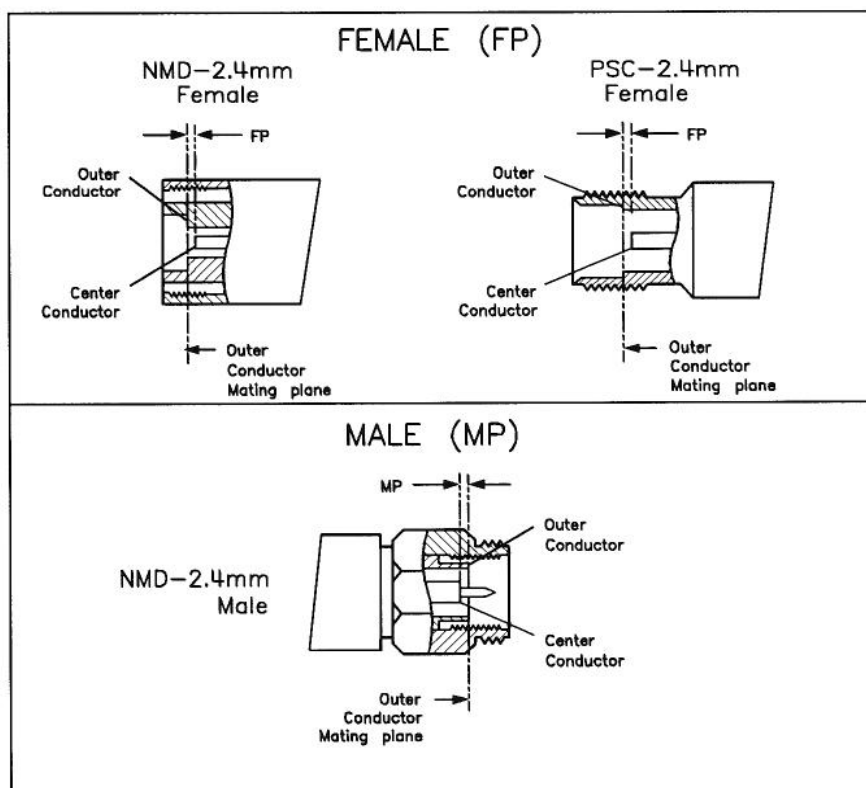 FEMALE (FP)
NMD-2.4mm
Female
FP
Outer
Conductor
Center
Conductor
Outer
Conductor
Mating plane
PSC-2.4mm
Female
FP
Outer
Conductor
Center
Conductor
Outer
Conductor
Mating plane
MALE (MP)
MP
NMD-2.4mm
Male
Outer
Conductor
Center
Conductor
Outer
Conductor
Mating plane